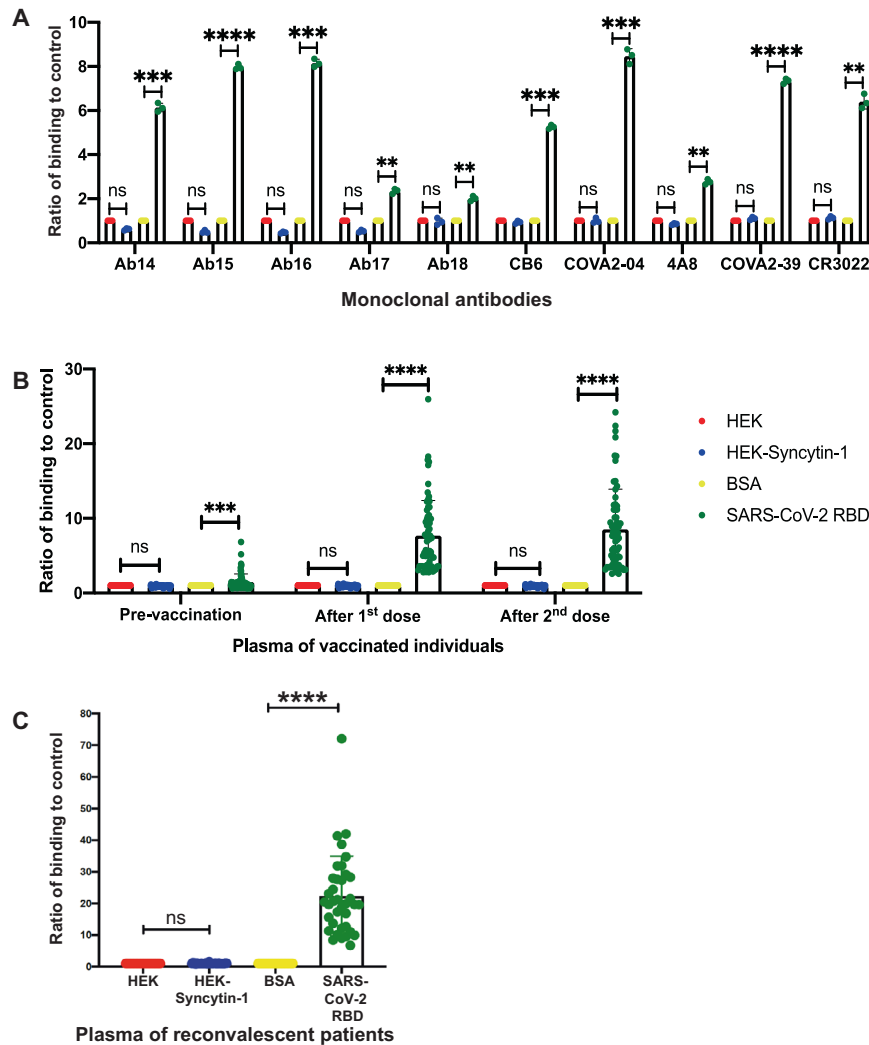 A
Ratio of binding to control
10
8
6
4
2
0
*** **** *** ** ** *** *** ** **** **
ns ns ns ns ns ns ns ns ns
Ab14 Ab15 Ab16 Ab17 Ab18 CB6 COVA2-04 4A8 COVA2-39 CR3022
Monoclonal antibodies
B
Ratio of binding to control
30
20
10
0
*** **** ****
ns ns ns
Pre-vaccination After 1st dose After 2nd dose
Plasma of vaccinated individuals
HEK
HEK-Syncytin-1
BSA
SARS-CoV-2 RBD
C
Ratio of binding to control
80
70
60
50
40
30
20
10
0
****
ns
HEK HEK- BSA SARS-
Syncytin-1 CoV-2
RBD
Plasma of reconvalescent patients